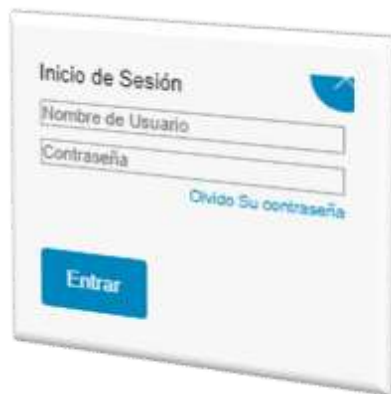 Inicio de Sesión
Nombre de Usuario
Contraseña
Olvido Su contraseña
Entrar